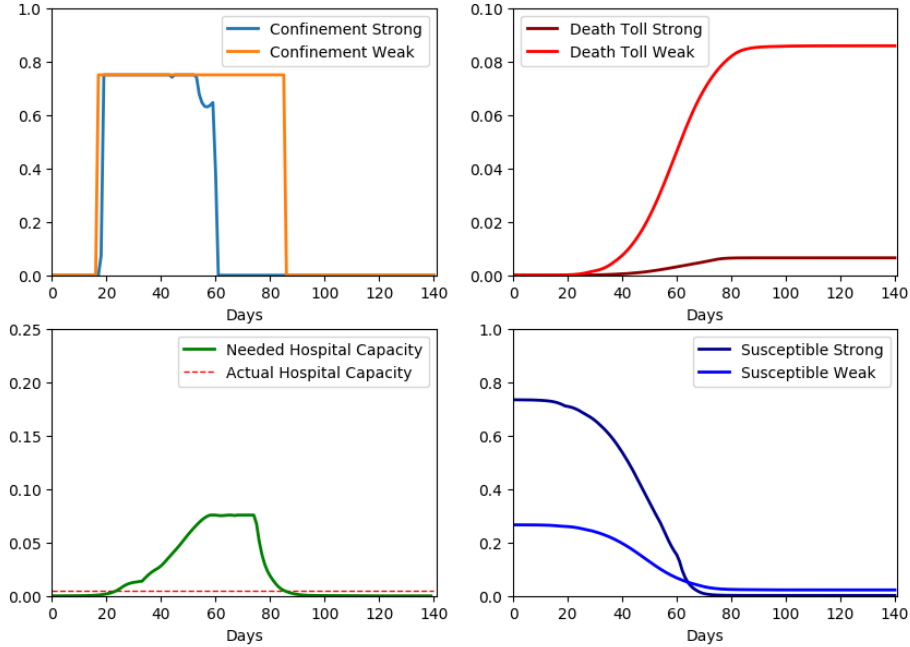 1.0
0.8
0.6
0.4
0.2
0.0
Confinement Strong
Confinement Weak
0 20 40 60 80 100 120 140
Days
0.10
0.08
0.06
0.04
0.02
0.00
Death Toll Strong
Death Toll Weak
0 20 40 60 80 100 120 140
Days
0.25
0.20
0.15
0.10
0.05
0.00
Needed Hospital Capacity
Actual Hospital Capacity
0 20 40 60 80 100 120 140
Days
1.0
0.8
0.6
0.4
0.2
0.0
Susceptible Strong
Susceptible Weak
0 20 40 60 80 100 120 140
Days